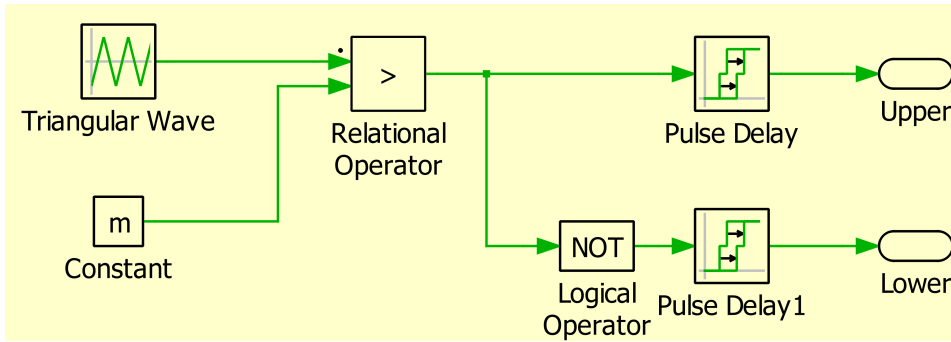 Triangular Wave
>
Relational
Operator
Pulse Delay
Upper
m
Constant
NOT
Logical
Operator
Pulse Delay1
Lower